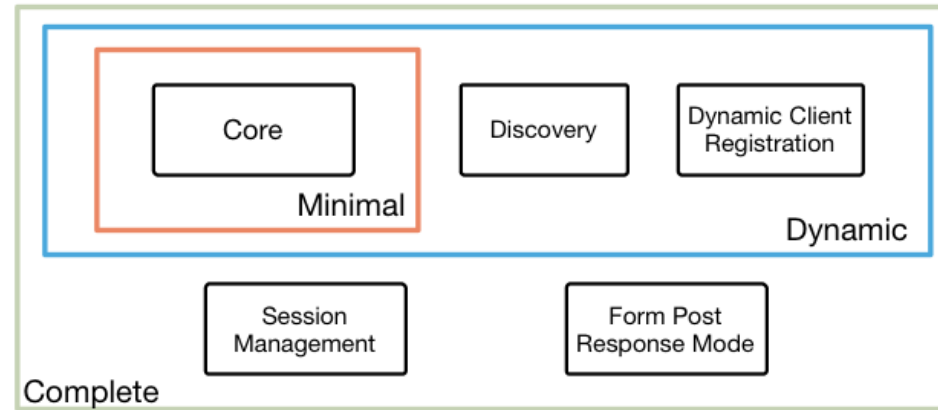 Core
Discovery
Dynamic Client
Registration
Minimal
Dynamic
Session
Management
Form Post
Response Mode
Complete